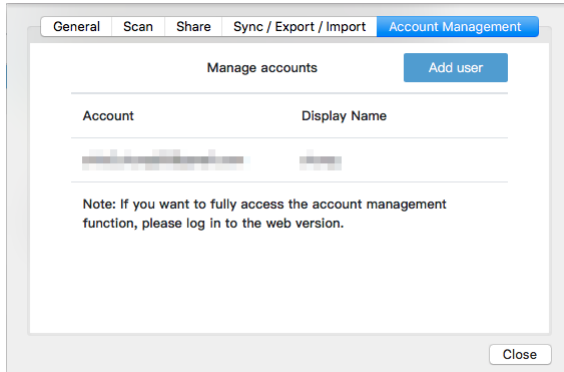 General Scan Share Sync / Export / Import Account Management
Manage accounts Add user
Account Display Name
Note: If you want to fully access the account management
function, please log in to the web version.
Close